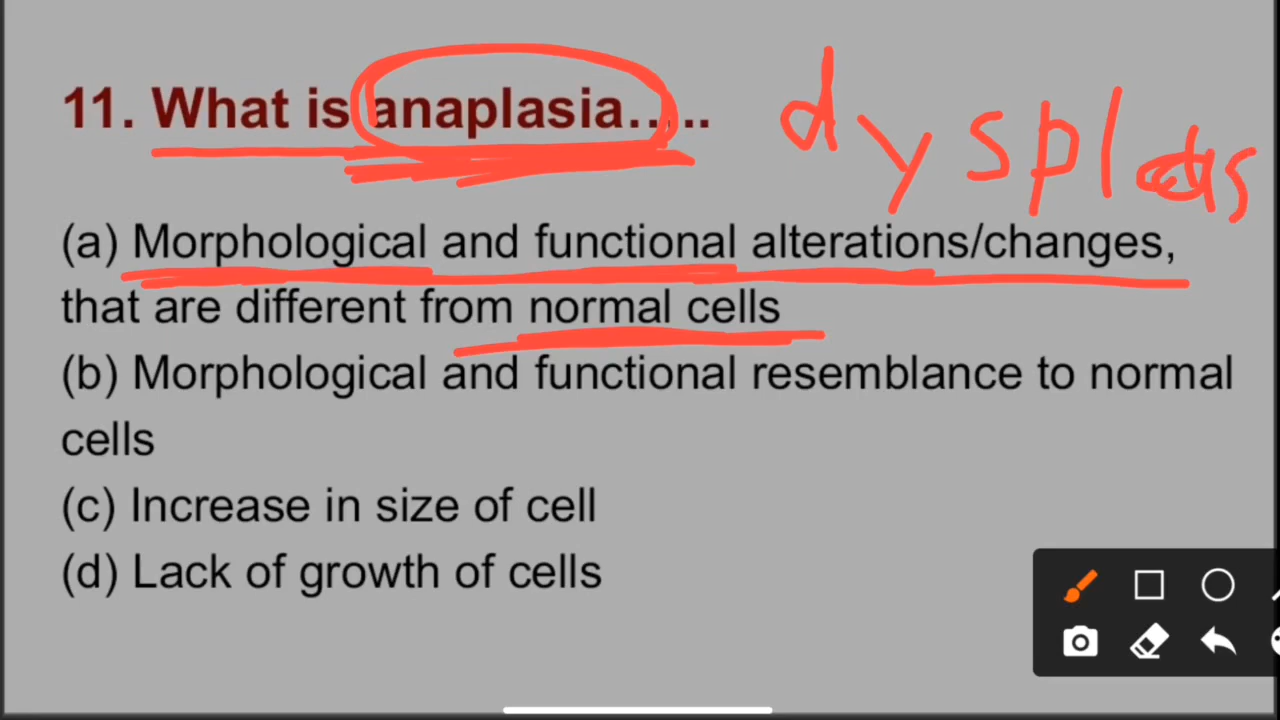 11. What is anaplasia.....
(a) Morphological and functional alterations/changes,
that are different from normal cells
(b) Morphological and functional resemblance to normal
cells
(c) Increase in size of cell
(d) Lack of growth of cells